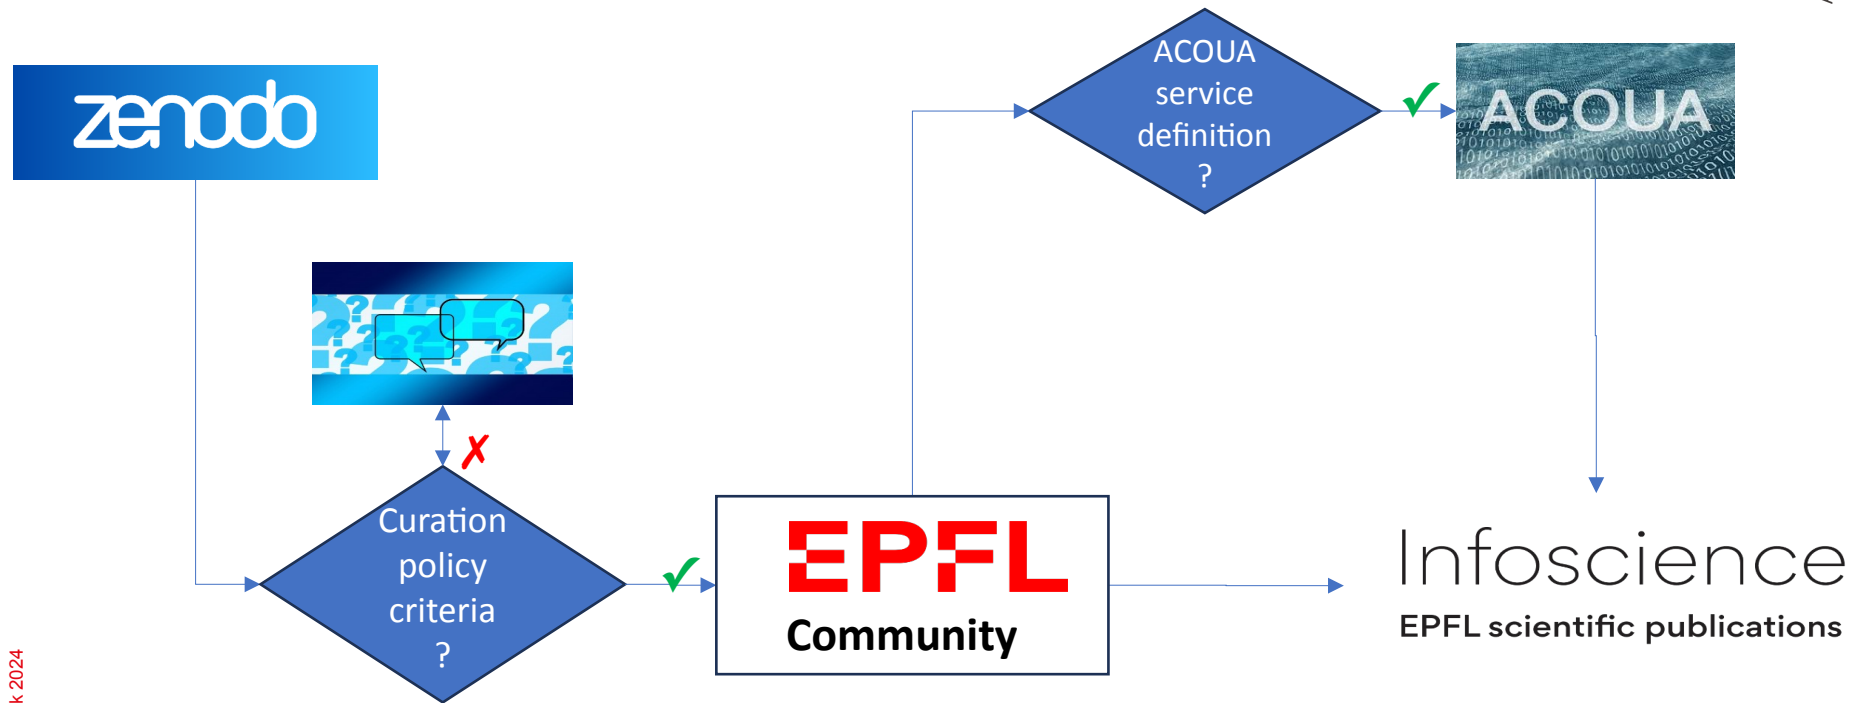 zenodo
ACOUA
service
definition
?
ACOUA
Curation
policy
criteria
?
EPFL
Community
Infoscience
EPFL scientific publications
k 2024